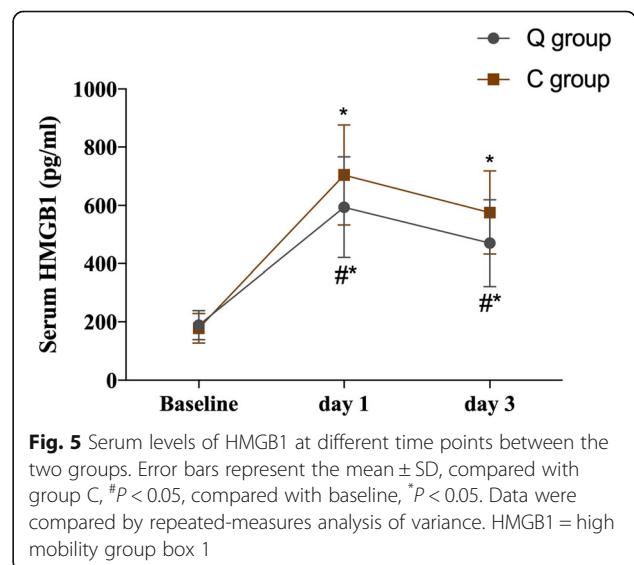 Q group
C group
1000
800
600
400
200
0
Serum HMGB1 (pg/ml)
*
*
#*
#*
Baseline day 1 day 3
Fig. 5 Serum levels of HMGB1 at different time points between the
two groups. Error bars represent the mean ± SD, compared with
group C, #P < 0.05, compared with baseline, *P < 0.05. Data were
compared by repeated-measures analysis of variance. HMGB1 = high
mobility group box 1